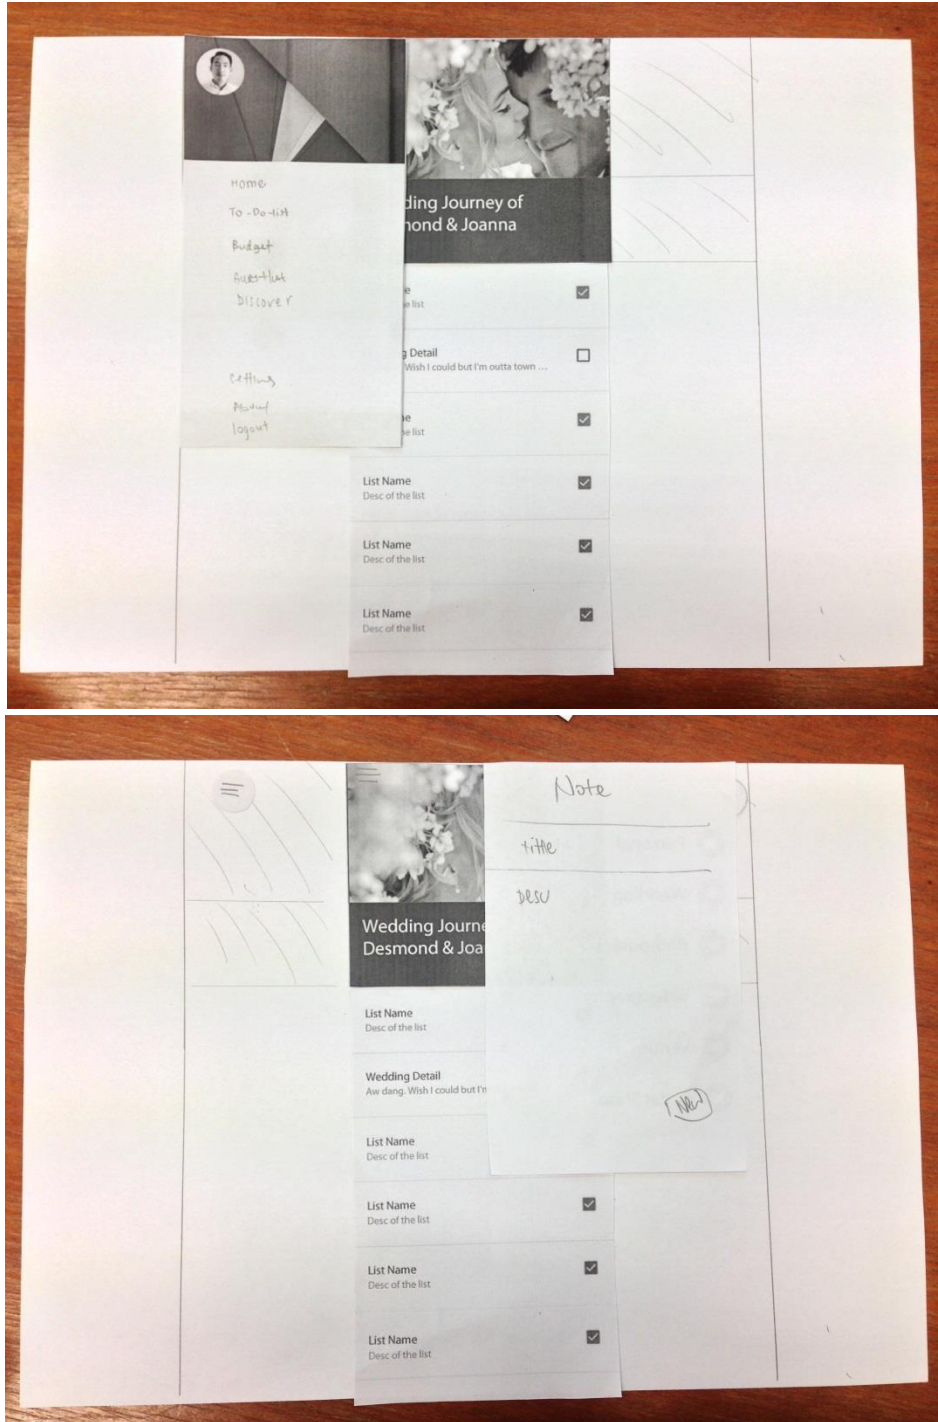 Home
To-Do-list
Budget
Discover
logout
ding Journey of
mond & Joanna
e
e list
g Detail
Wish I could but I'm outta town ...
ne
e list
List Name
Desc of the list
List Name
Desc of the list
List Name
Desc of the list
Wedding Journe
Desmond & Joa
List Name
Desc of the list
Wedding Detail
Aw dang. Wish I could but I'm
List Name
Desc of the list
List Name
Desc of the list
List Name
Desc of the list
List Name
Desc of the list
Note
Title
Desc
New